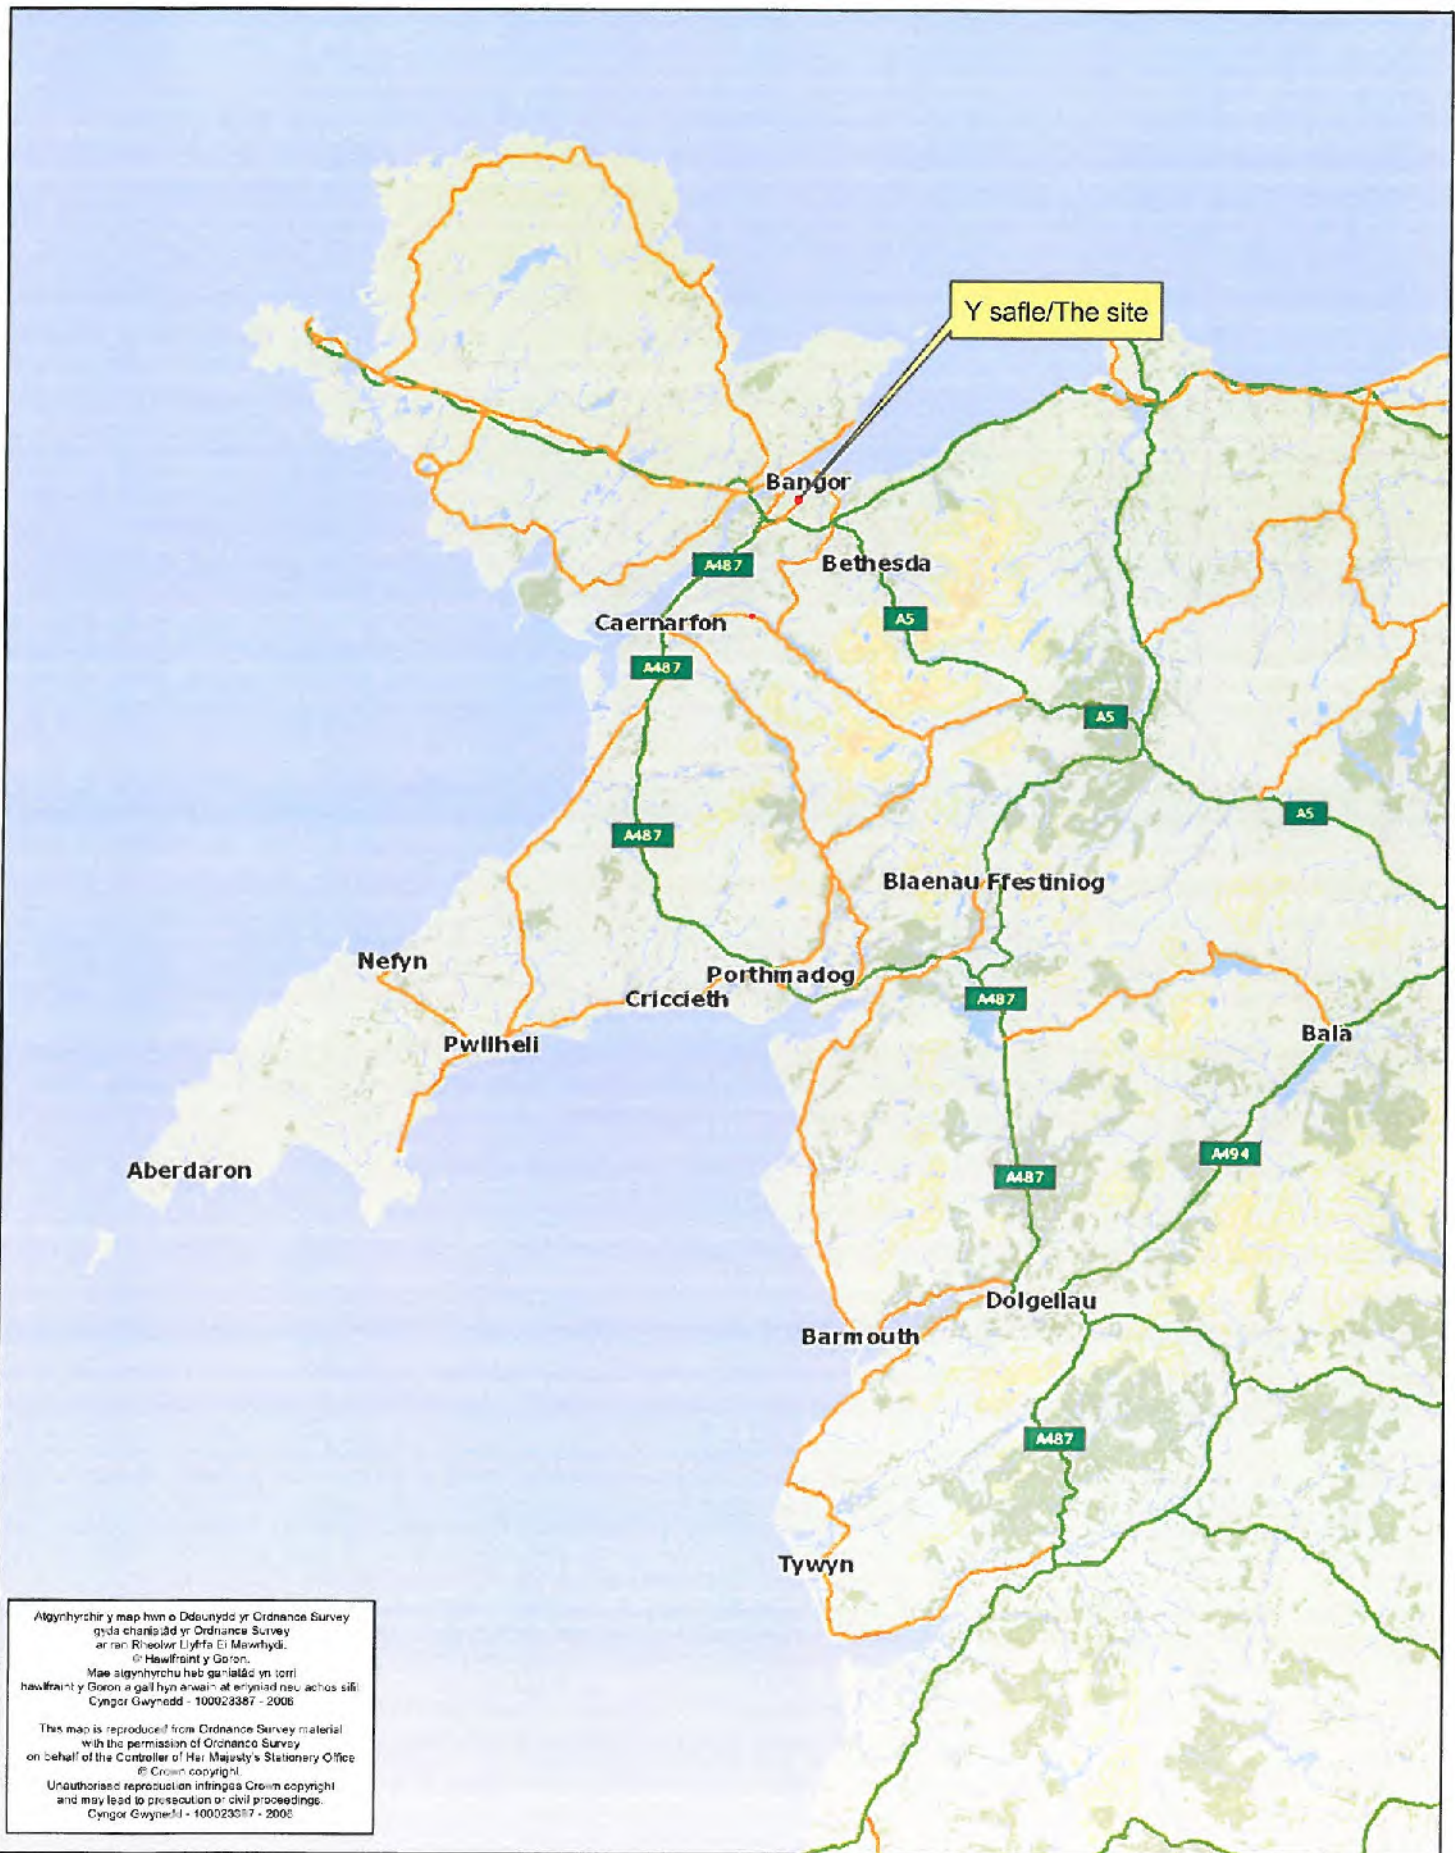 Y safle/The site
Bangor
A487
Bethesda
Caernarfon
A5
A487
A5
A487
A5
Blaenau Ffestiniog
Nefyn
Porthmadog
Criccieth
A487
Pwllheli
Bala
A494
Aberdaron
A487
Dolgellau
Barmouth
A487
Tywyn
Atgynhyrchir y map hwn o Ddeunydd yr Ordnance Survey
gyda chaniatâd yr Ordnance Survey
ar ran Rheolwr Llyfrfa Ei Mawrhydi.
© Hawlfraint y Goron.
Mae atgynhyrchu heb ganiatâd yn torri
hawlfraint y Goron a gall hyn arwain at erlyniad neu achos sifil
Cyngor Gwynedd - 100023387 - 2006
This map is reproduced from Ordnance Survey material
with the permission of Ordnance Survey
on behalf of the Controller of Her Majesty's Stationery Office
© Crown copyright.
Unauthorised reproduction infringes Crown copyright
and may lead to prosecution or civil proceedings.
Cyngor Gwynedd - 100023387 - 2006